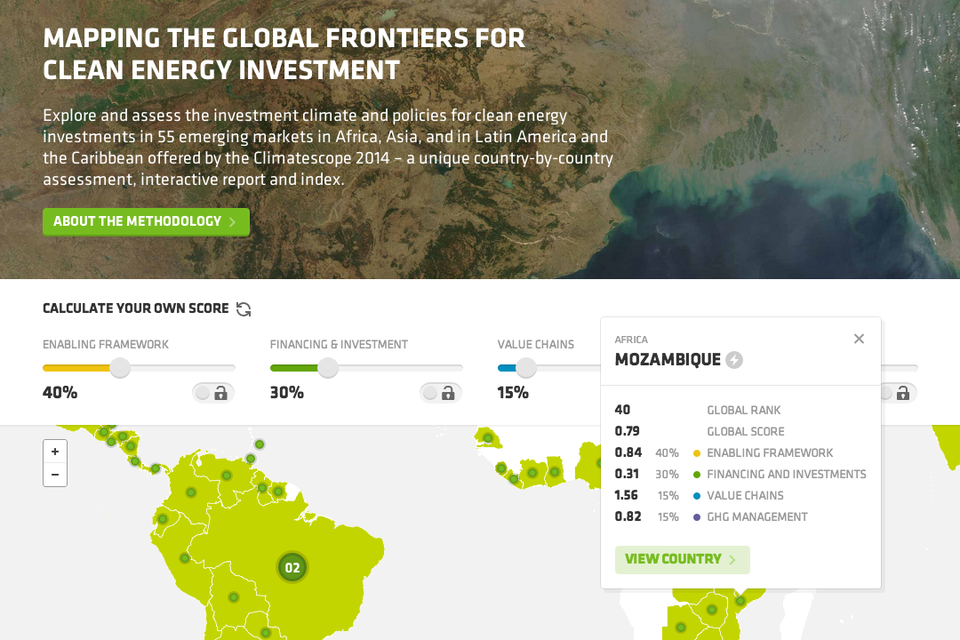 MAPPING THE GLOBAL FRONTIERS FOR
CLEAN ENERGY INVESTMENT
Explore and assess the investment climate and policies for clean energy
investments in 55 emerging markets in Africa, Asia, and in Latin America and
the Caribbean offered by the Climatescope 2014 – a unique country-by-country
assessment, interactive report and index.
ABOUT THE METHODOLOGY
CALCULATE YOUR OWN SCORE
ENABLING FRAMEWORK
40%
FINANCING & INVESTMENT
30%
VALUE CHAINS
15%
AFRICA
MOZAMBIQUE
40 GLOBAL RANK
0.79 GLOBAL SCORE
0.84 40% ENABLING FRAMEWORK
0.31 30% FINANCING AND INVESTMENTS
1.56 15% VALUE CHAINS
0.82 15% GHG MANAGEMENT
VIEW COUNTRY
+
−
02